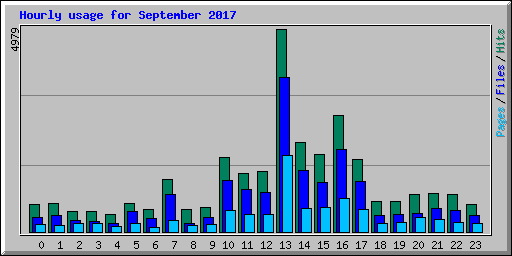 Hourly usage for September 2017
4979
Pages / Files / Hits
0 1 2 3 4 5 6 7 8 9 10 11 12 13 14 15 16 17 18 19 20 21 22 23